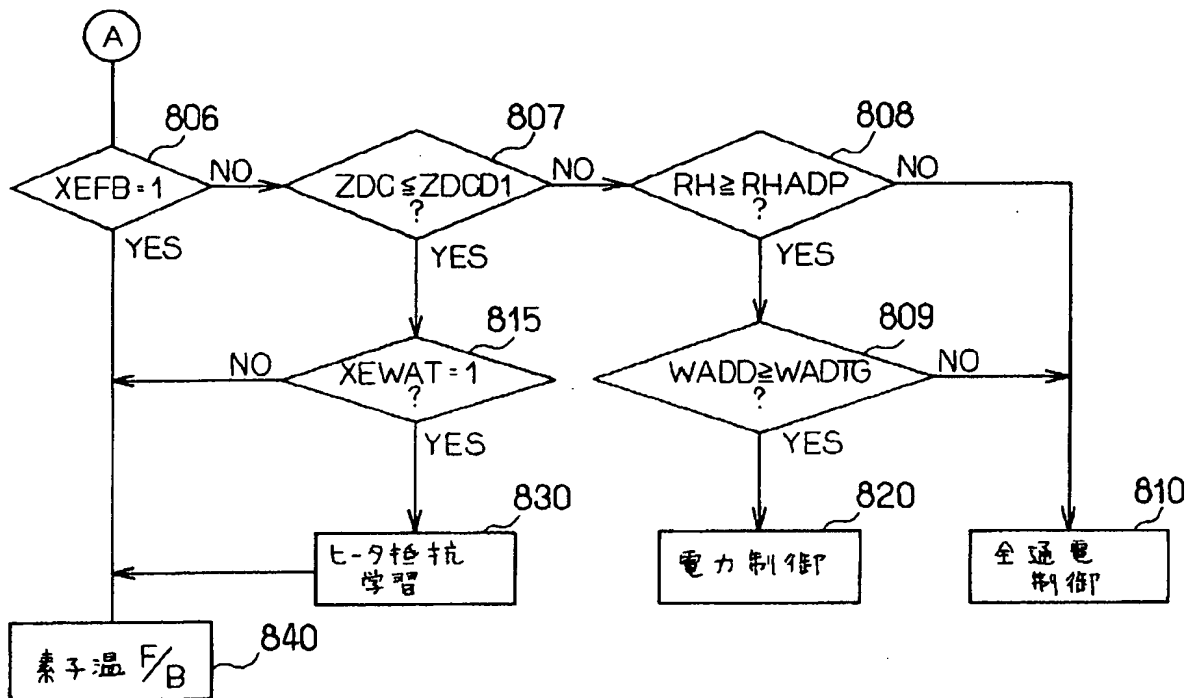 A
806
XEFB=1
NO
YES
807
ZDC≦ZDCD1
?
NO
YES
808
RH≧RHADP
?
NO
YES
815
XEWAT=1
?
NO
YES
809
WADD≧WADTG
?
NO
YES
830
ヒータ抵抗
学習
820
電力制御
810
全通電
制御
840
素子温 F/B